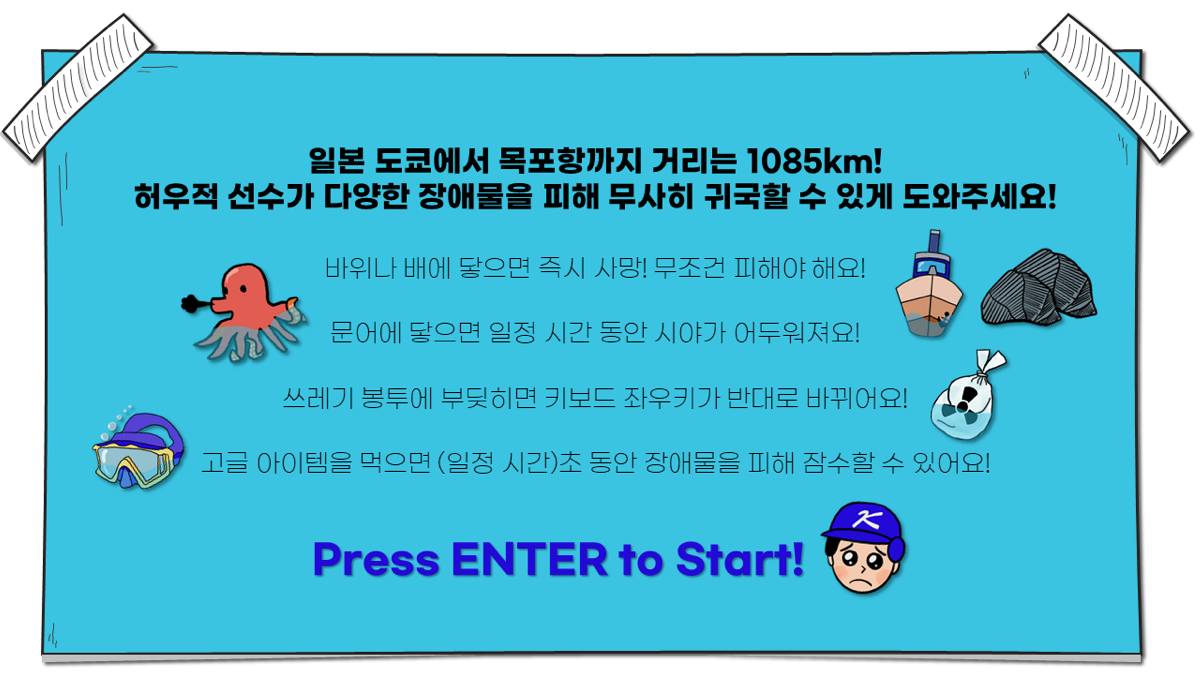 일본 도쿄에서 목포항까지 거리는 1085km!
허우적 선수가 다양한 장애물을 피해 무사히 귀국할 수 있게 도와주세요!
바위나 배에 닿으면 즉시 사망! 무조건 피해야 해요!
문어에 닿으면 일정 시간 동안 시야가 어두워져요!
쓰레기 봉투에 부딪히면 키보드 좌우키가 반대로 바뀌어요!
고글 아이템을 먹으면 (일정 시간)초 동안 장애물을 피해 잠수할 수 있어요!
Press ENTER to Start!
K